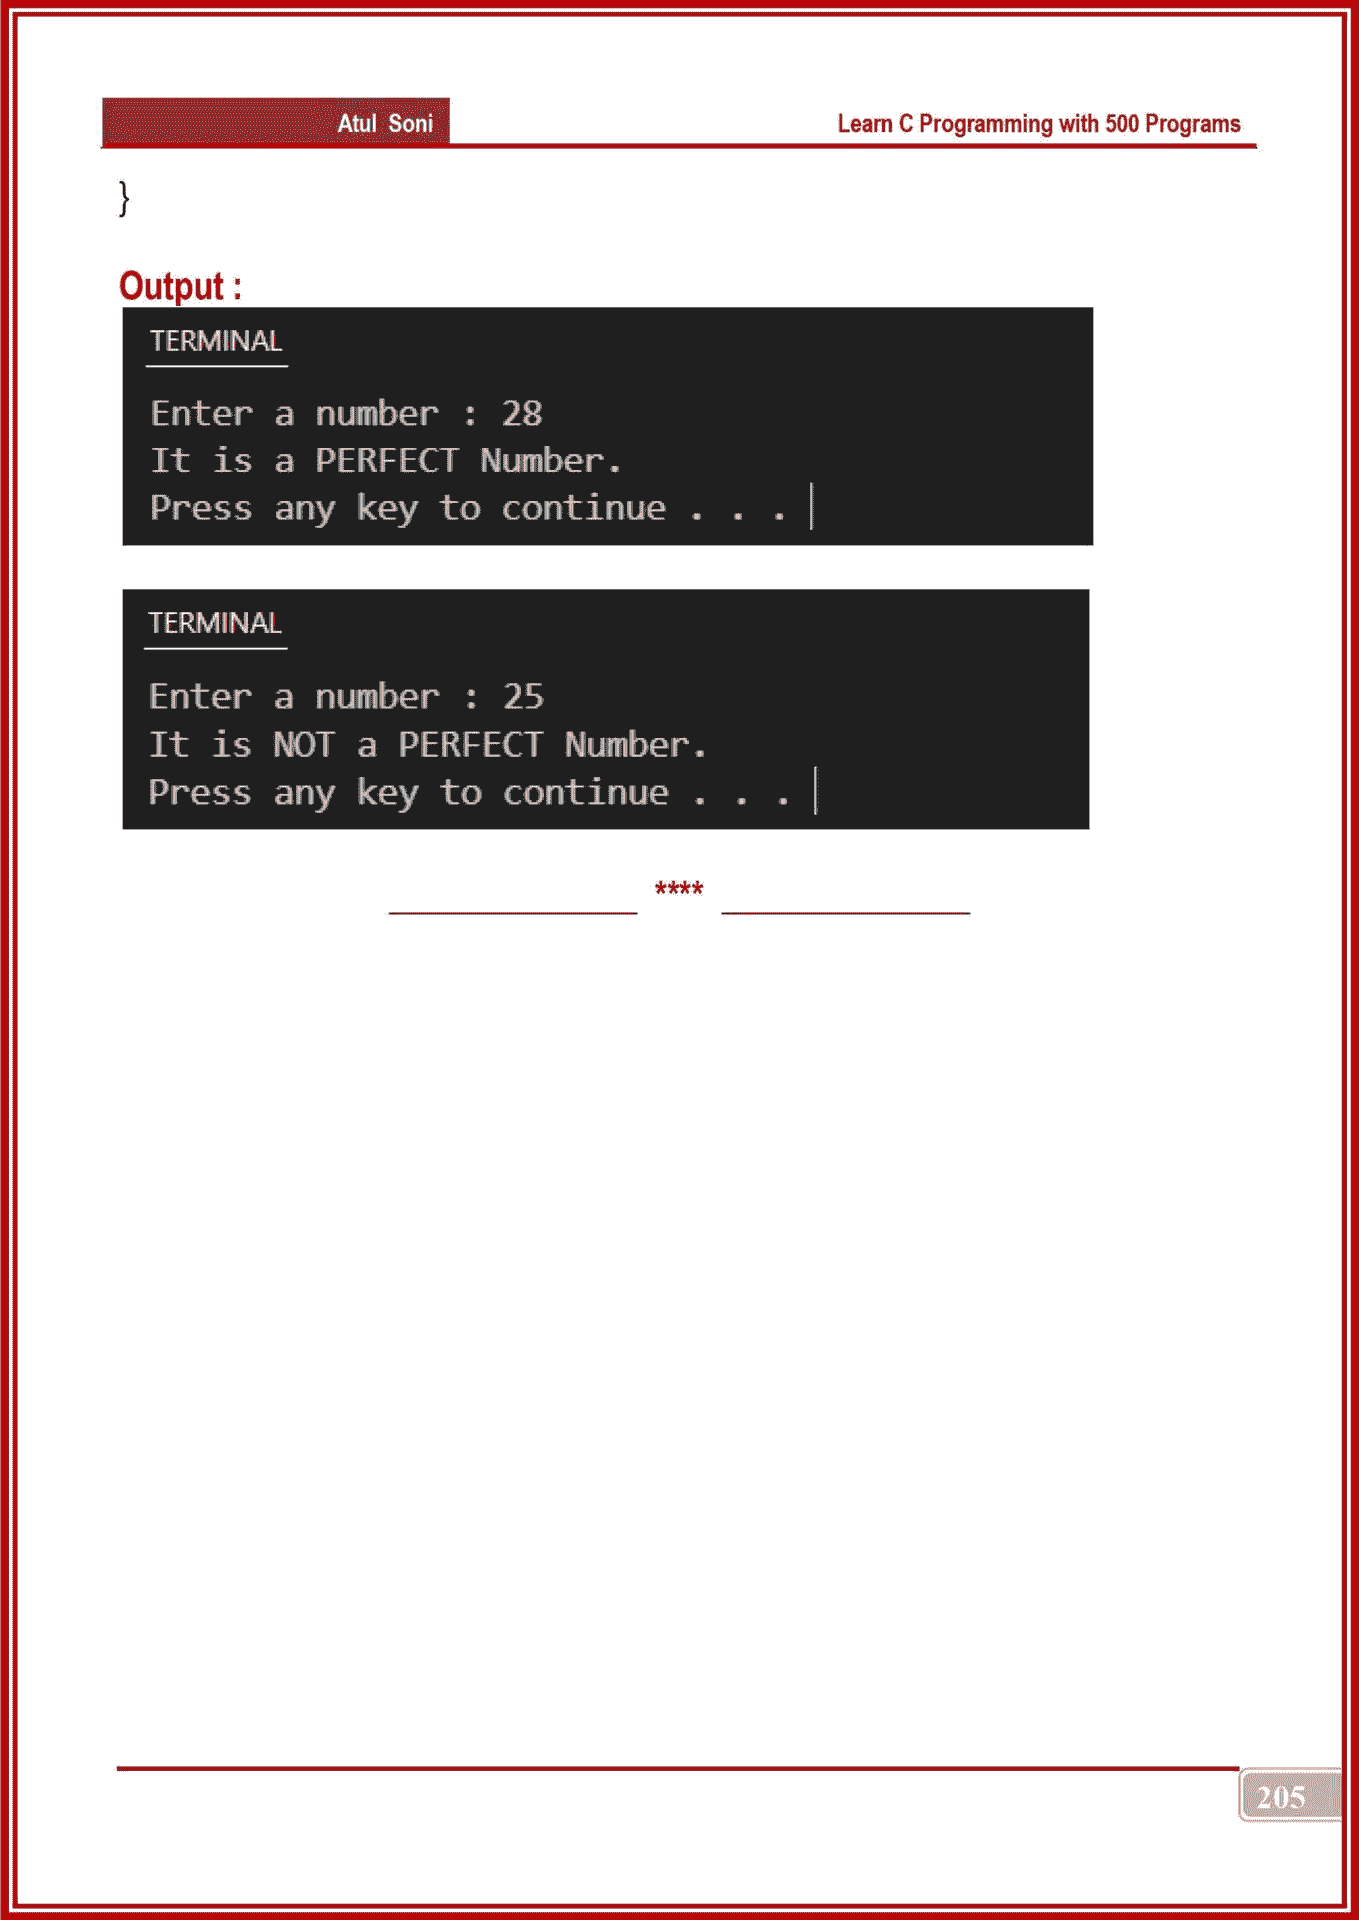 Atul Soni
Learn C Programming with 500 Programs
}
Output :
TERMINAL
Enter a number : 28
It is a PERFECT Number.
Press any key to continue . . .
TERMINAL
Enter a number : 25
It is NOT a PERFECT Number.
Press any key to continue . . .
****
205